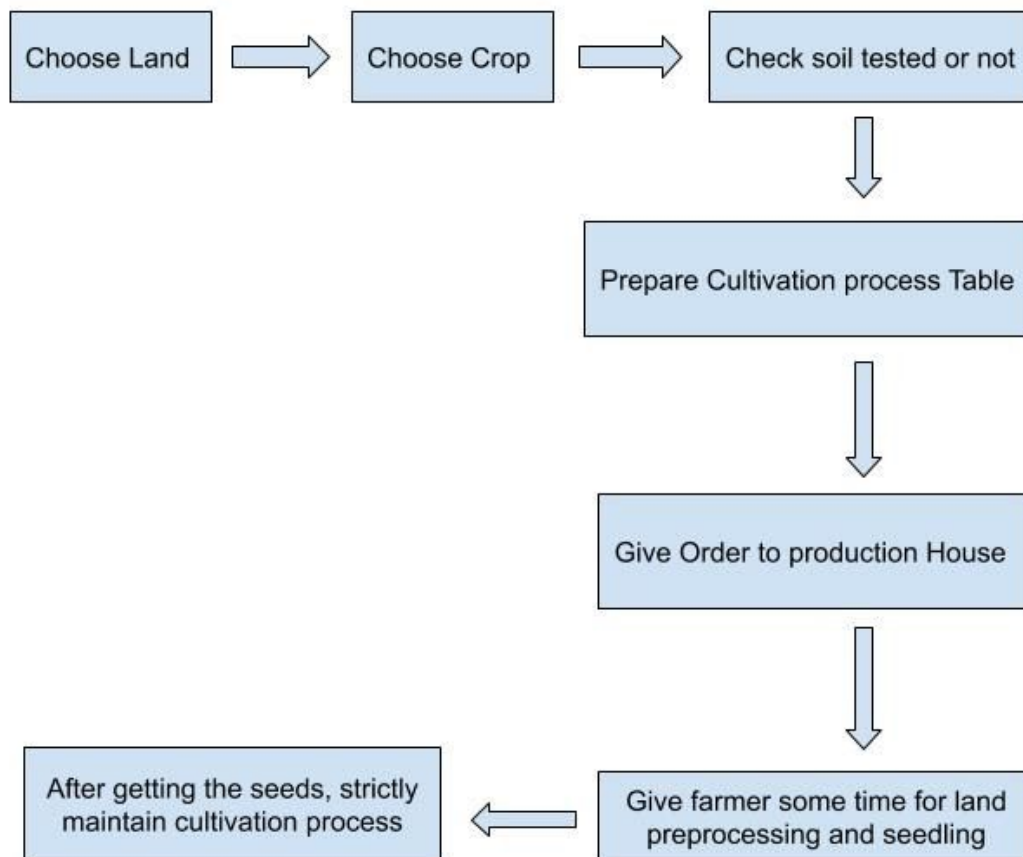 Choose Land
Choose Crop
Check soil tested or not
Prepare Cultivation process Table
Give Order to production House
Give farmer some time for land
preprocessing and seedling
After getting the seeds, strictly
maintain cultivation process